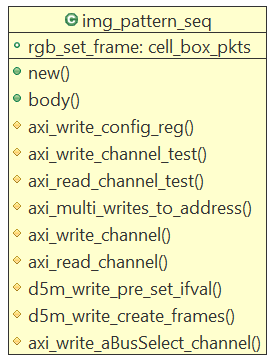 C img_pattern_seq
rgb_set_frame: cell_box_pkts
new()
body()
axi_write_config_reg()
axi_write_channel_test()
axi_read_channel_test()
axi_multi_writes_to_address()
axi_write_channel()
axi_read_channel()
d5m_write_pre_set_ifval()
d5m_write_create_frames()
axi_write_aBusSelect_channel()